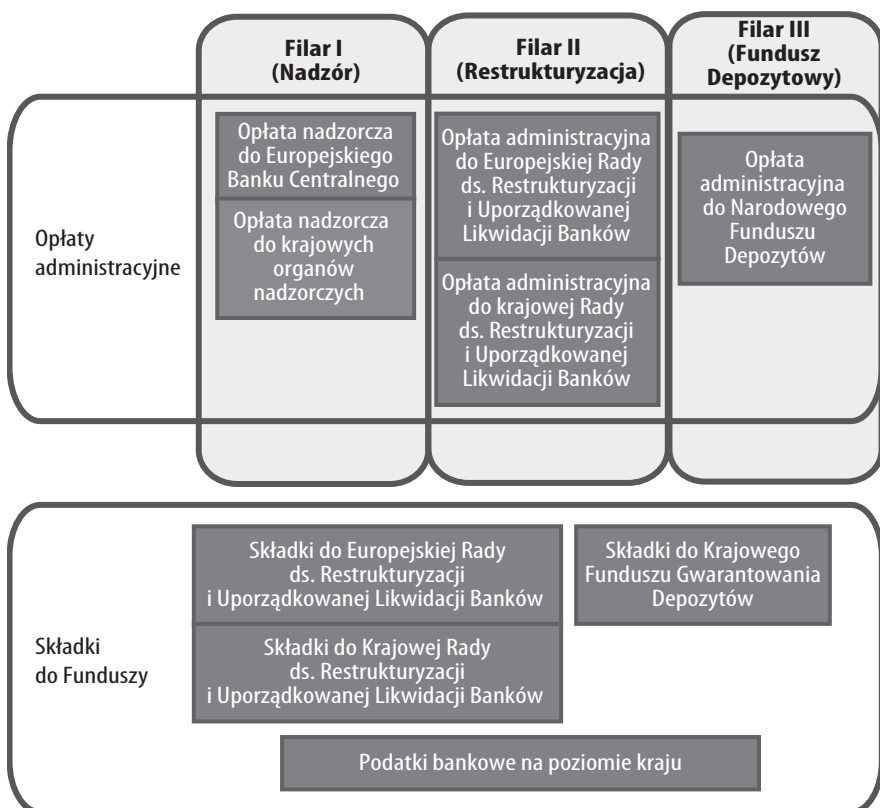 Filar I
(Nadzór)
Filar II
(Restrukturyzacja)
Filar III
(Fundusz
Depozytowy)
Opłaty
administracyjne
Opłata nadzorcza
do Europejskiego
Banku Centralnego
Opłata nadzorcza
do krajowych
organów
nadzorczych
Opłata administracyjna
do Europejskiej Rady
ds. Restrukturyzacji
i Uporządkowanej
Likwidacji Banków
Opłata administracyjna
do krajowej Rady
ds. Restrukturyzacji
i Uporządkowanej
Likwidacji Banków
Opłata
administracyjna
do Narodowego
Funduszu
Depozytów
Składki
do Funduszy
Składki do Europejskiej Rady
ds. Restrukturyzacji
i Uporządkowanej Likwidacji Banków
Składki do Krajowej Rady
ds. Restrukturyzacji
i Uporządkowanej Likwidacji Banków
Składki do Krajowego
Funduszu Gwarantowania
Depozytów
Podatki bankowe na poziomie kraju